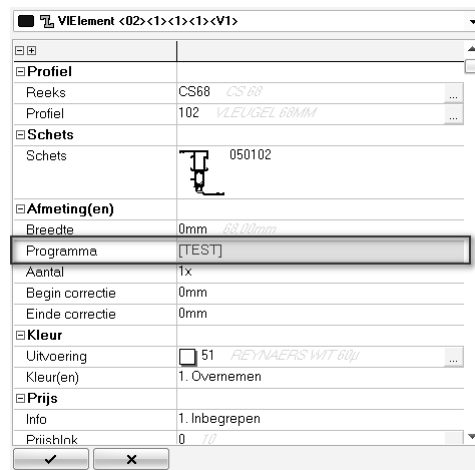 VlElement <02><1><1><1><V1>
Profiel
Reeks CS68 CS 68 ...
Profiel 102 VLEUGEL 68MM ...
Schets
Schets 050102
Afmeting(en)
Breedte 0mm 68,00mm
Programma [TEST]
Aantal 1x
Begin correctie 0mm
Einde correctie 0mm
Kleur
Uitvoering 51 REYNAERS WIT 60µ ...
Kleur(en) 1. Overnemen
Prijs
Info 1. Inbegrepen
Prijsblok 0 10